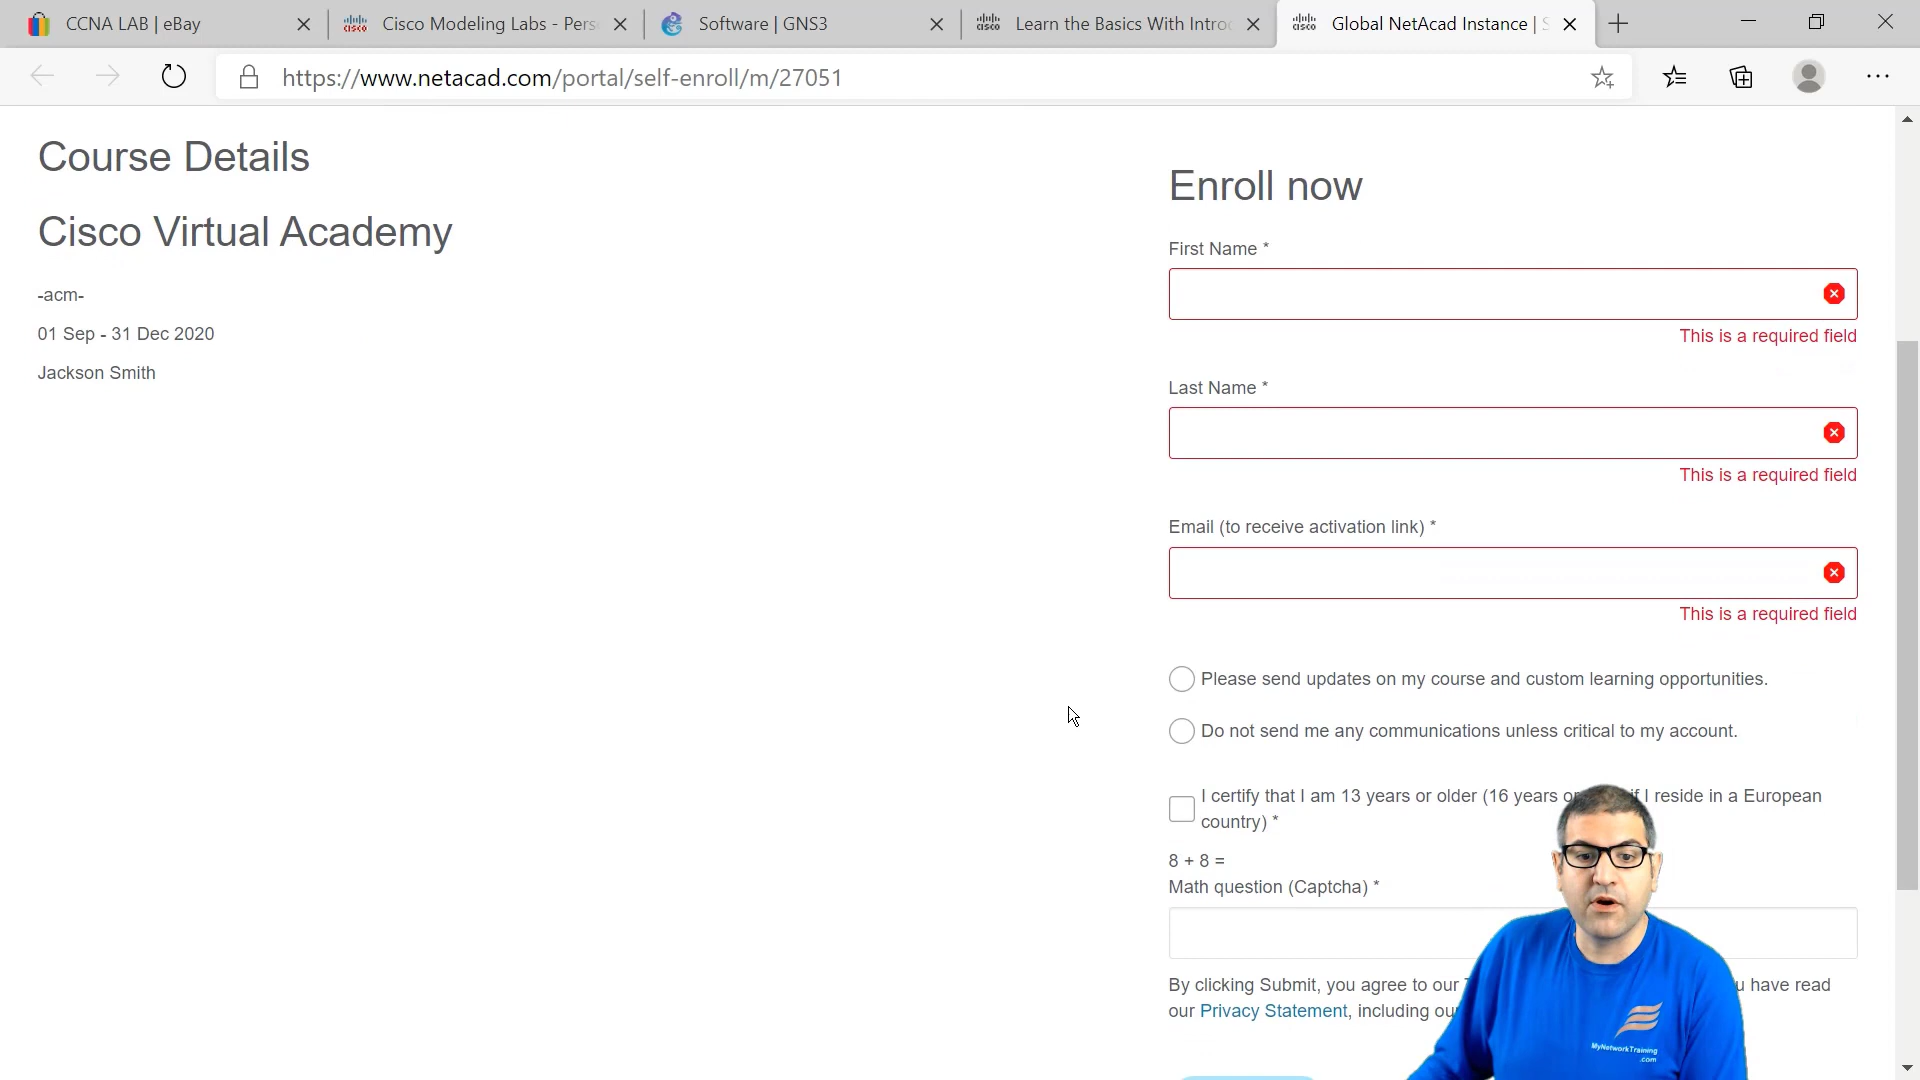 CCNA LAB | eBay
Cisco Modeling Labs - Pers
Software | GNS3
Learn the Basics With Intro
Global NetAcad Instance | S
https://www.netacad.com/portal/self-enroll/m/27051
Course Details
Cisco Virtual Academy
-acm-
01 Sep - 31 Dec 2020
Jackson Smith
Enroll now
First Name *
This is a required field
Last Name *
This is a required field
Email (to receive activation link) *
This is a required field
Please send updates on my course and custom learning opportunities.
Do not send me any communications unless critical to my account.
I certify that I am 13 years or older (16 years if I reside in a European
country) *
8 + 8 =
Math question (Captcha) *
By clicking Submit, you agree to our have read
our Privacy Statement, including
MyNetworkTraining
.com